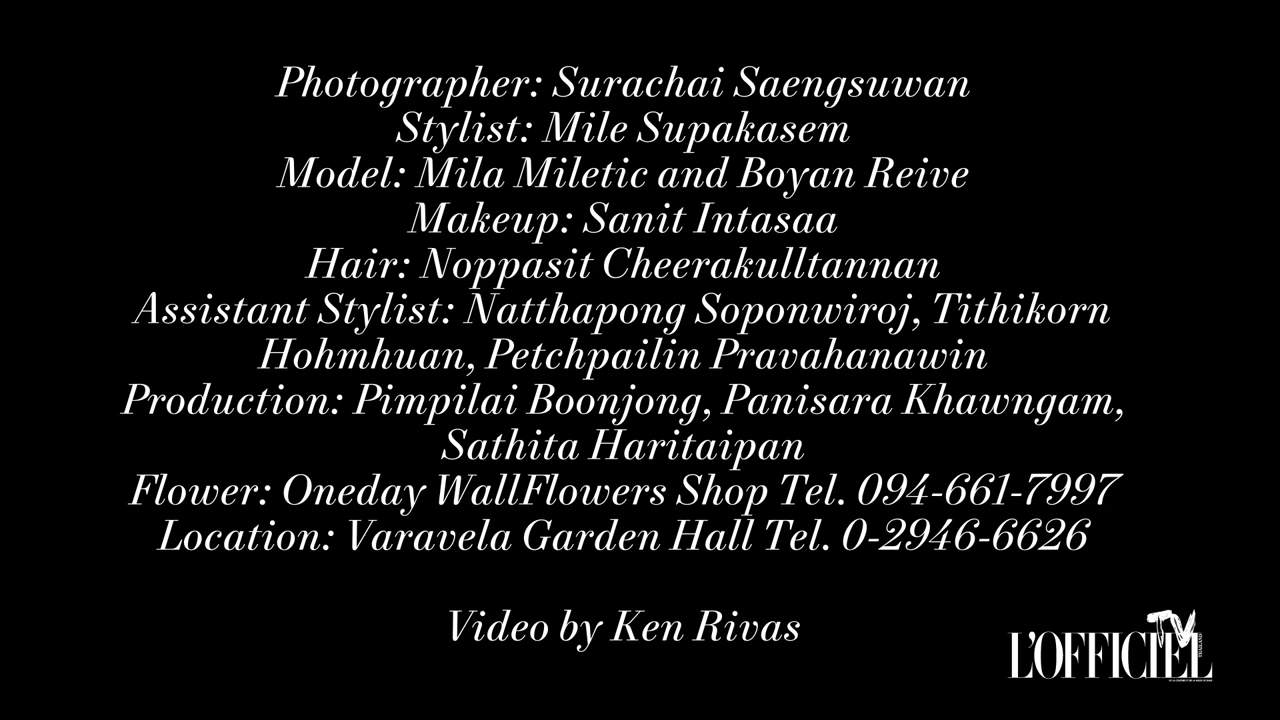 Photographer: Surachai Saengsuwan
Stylist: Mile Supakasem
Model: Mila Miletic and Boyan Reive
Makeup: Sanit Intasaa
Hair: Noppasit Cheerakulltannan
Assistant Stylist: Natthapong Soponwiroj, Tithikorn
Hohmhuan, Petchpailin Pravahanawin
Production: Pimpilai Boonjong, Panisara Khawngam,
Sathita Haritaipan
Flower: Oneday WallFlowers Shop Tel. 094-661-7997
Location: Varavela Garden Hall Tel. 0-2946-6626
Video by Ken Rivas
TV
L'OFFICIEL
THAILAND